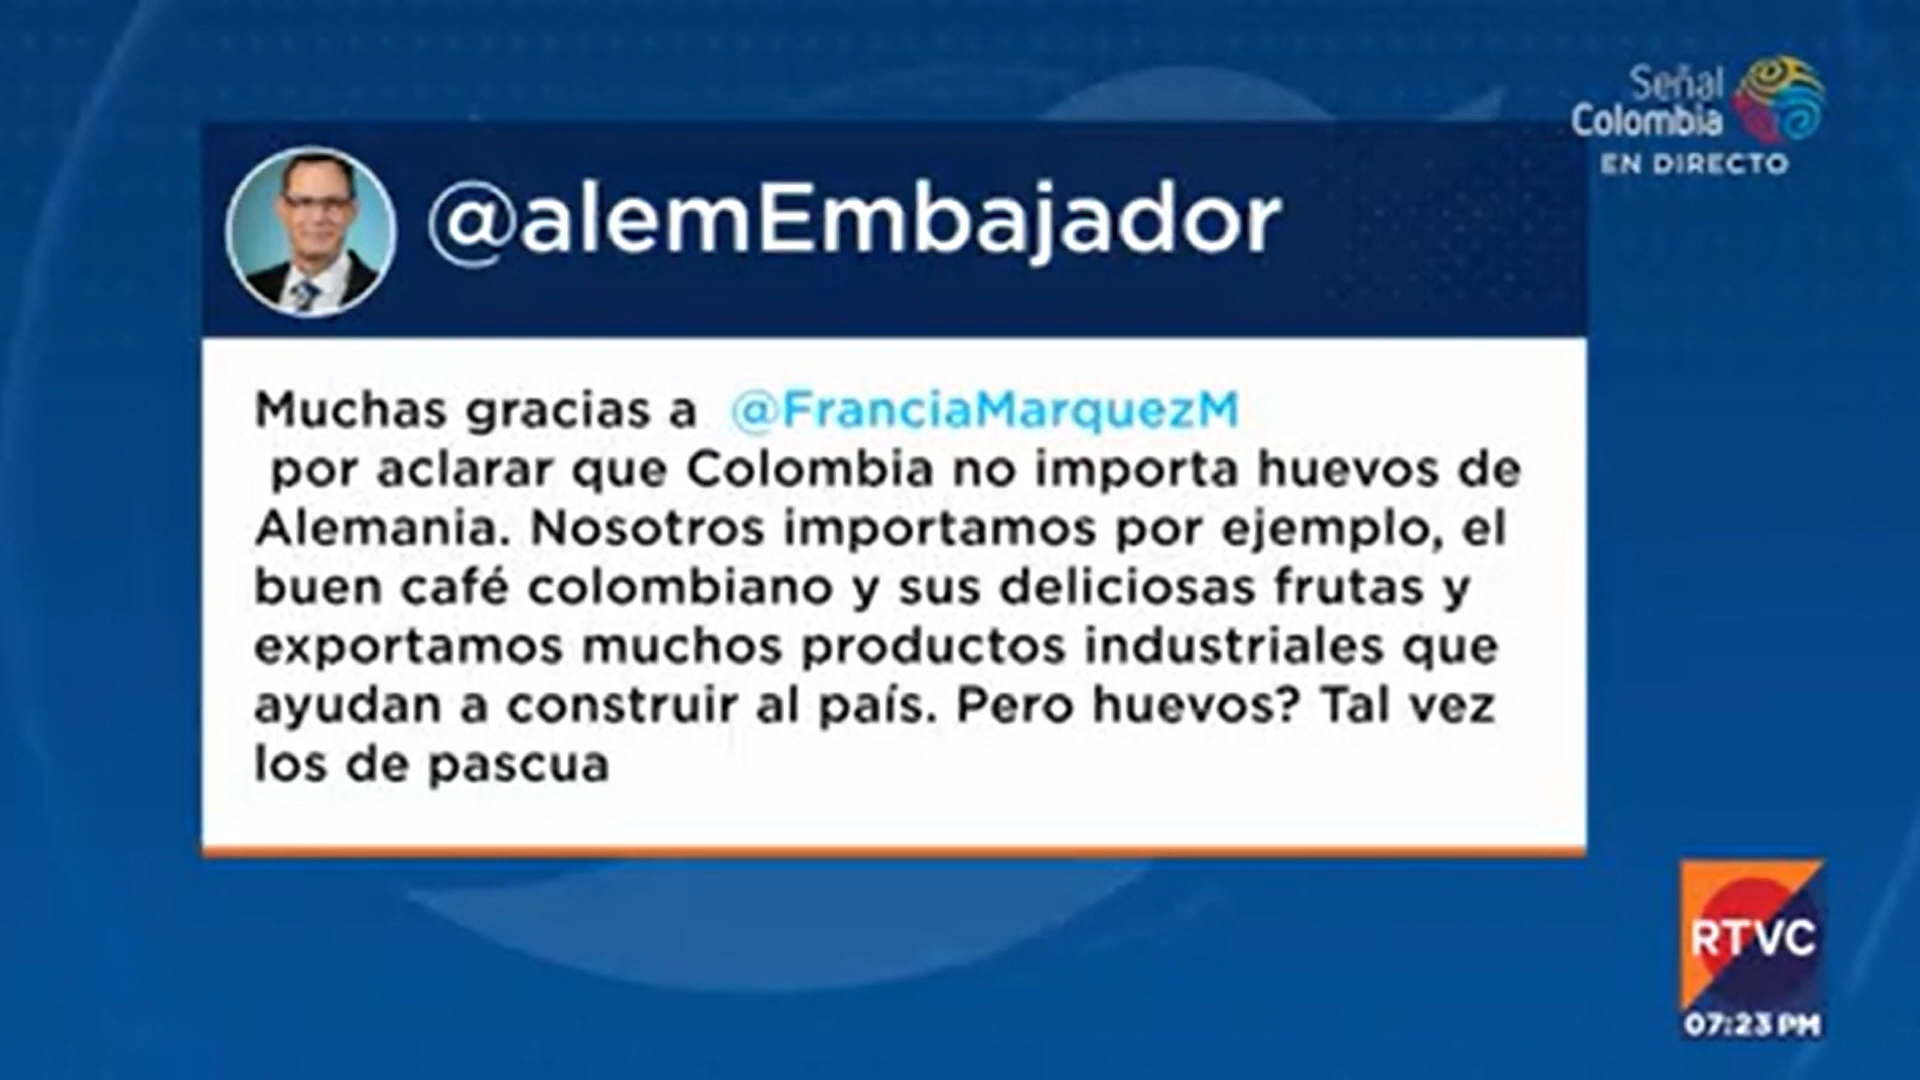 Señal
Colombia
EN DIRECTO
@alemEmbajador
Muchas gracias a @FranciaMarquezM
por aclarar que Colombia no importa huevos de
Alemania. Nosotros importamos por ejemplo, el
buen café colombiano y sus deliciosas frutas y
exportamos muchos productos industriales que
ayudan a construir al país. Pero huevos? Tal vez
los de pascua
RTVC
07:23 PM